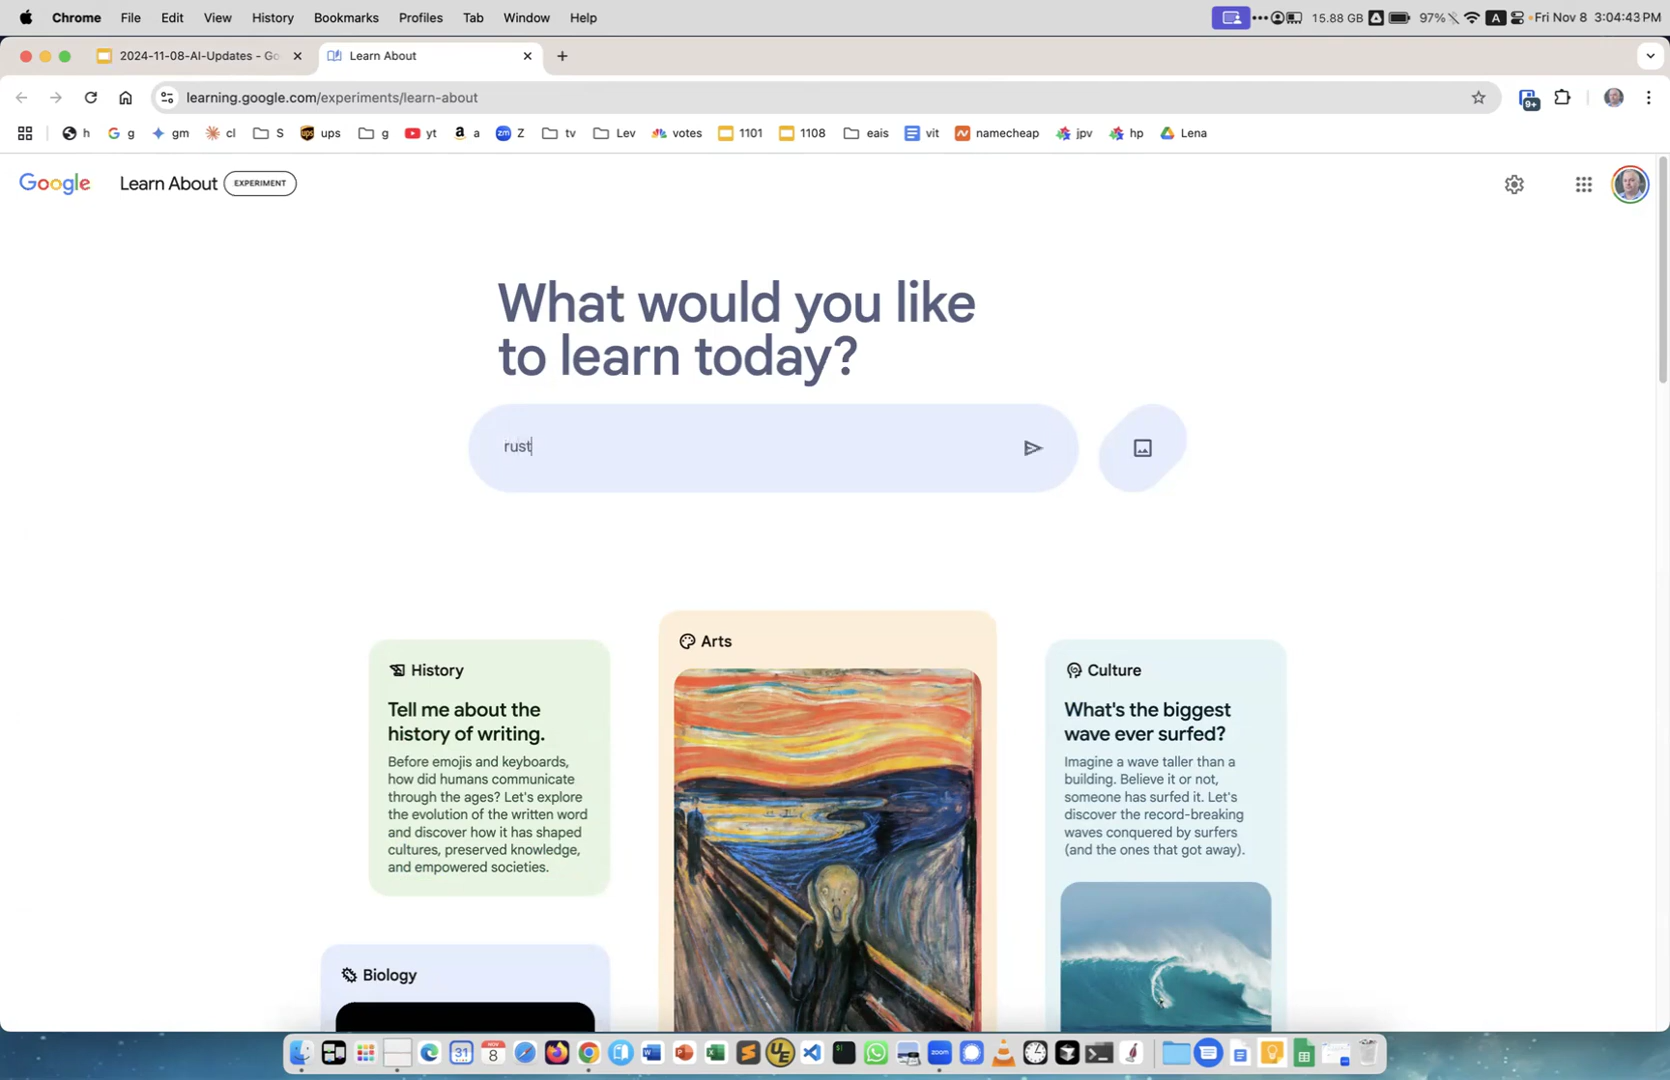 Chrome File Edit View History Bookmarks Profiles Tab Window Help 15.88 GB 97% A Fri Nov 8 3:04:43 PM
2024-11-08-AI-Updates - Go Learn About
learning.google.com/experiments/learn-about 9+
h g gm cl S ups g yt a Z tv Lev votes 1101 1108 eais vit namecheap jpv hp Lena
Google Learn About EXPERIMENT
What would you like
to learn today?
rust
History
Tell me about the
history of writing.
Before emojis and keyboards,
how did humans communicate
through the ages? Let's explore
the evolution of the written word
and discover how it has shaped
cultures, preserved knowledge,
and empowered societies.
Biology
Arts
Culture
What's the biggest
wave ever surfed?
Imagine a wave taller than a
building. Believe it or not,
someone has surfed it. Let's
discover the record-breaking
waves conquered by surfers
(and the ones that got away).